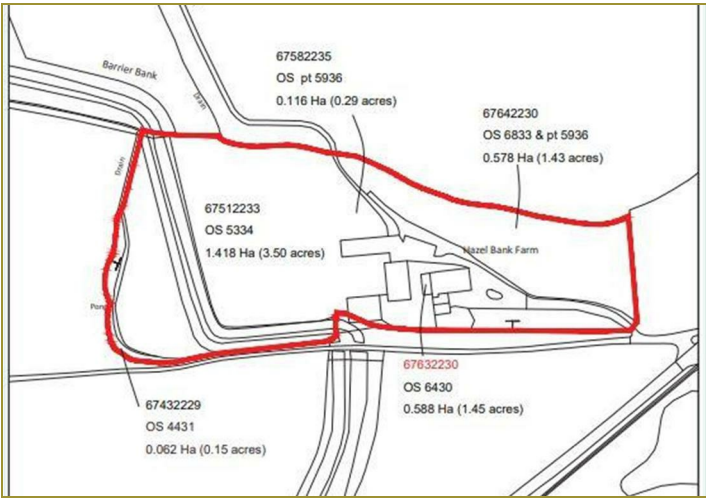 Barrier Bank
Drain
67582235
OS pt 5936
0.116 Ha (0.29 acres)
67642230
OS 6833 & pt 5936
0.578 Ha (1.43 acres)
Drain
67512233
OS 5334
1.418 Ha (3.50 acres)
Hazel Bank Farm
67632230
OS 6430
0.588 Ha (1.45 acres)
67432229
OS 4431
0.062 Ha (0.15 acres)